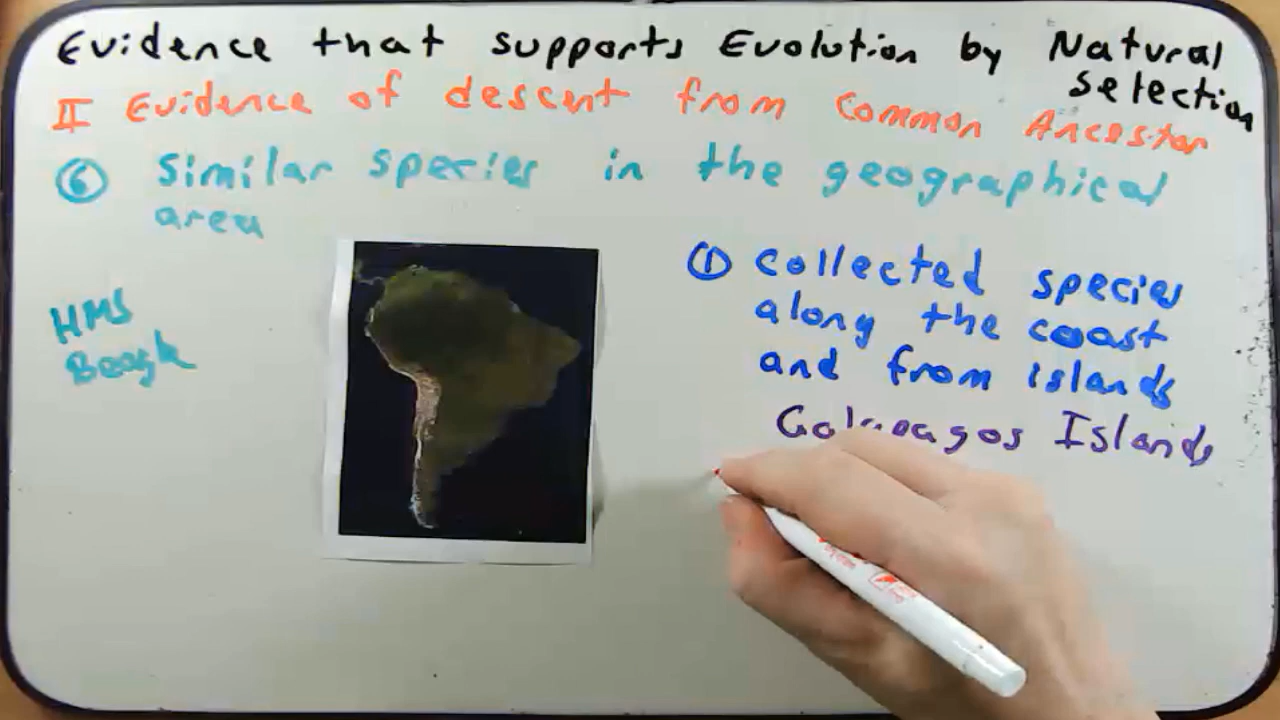 Evidence that supports Evolution by Natural
selection
II Evidence of descent from Common Ancestor
⑥ similar species in the geographical
area
HMS
Beagle
① collected species
along the coast
and from islands
Galapagos Islands